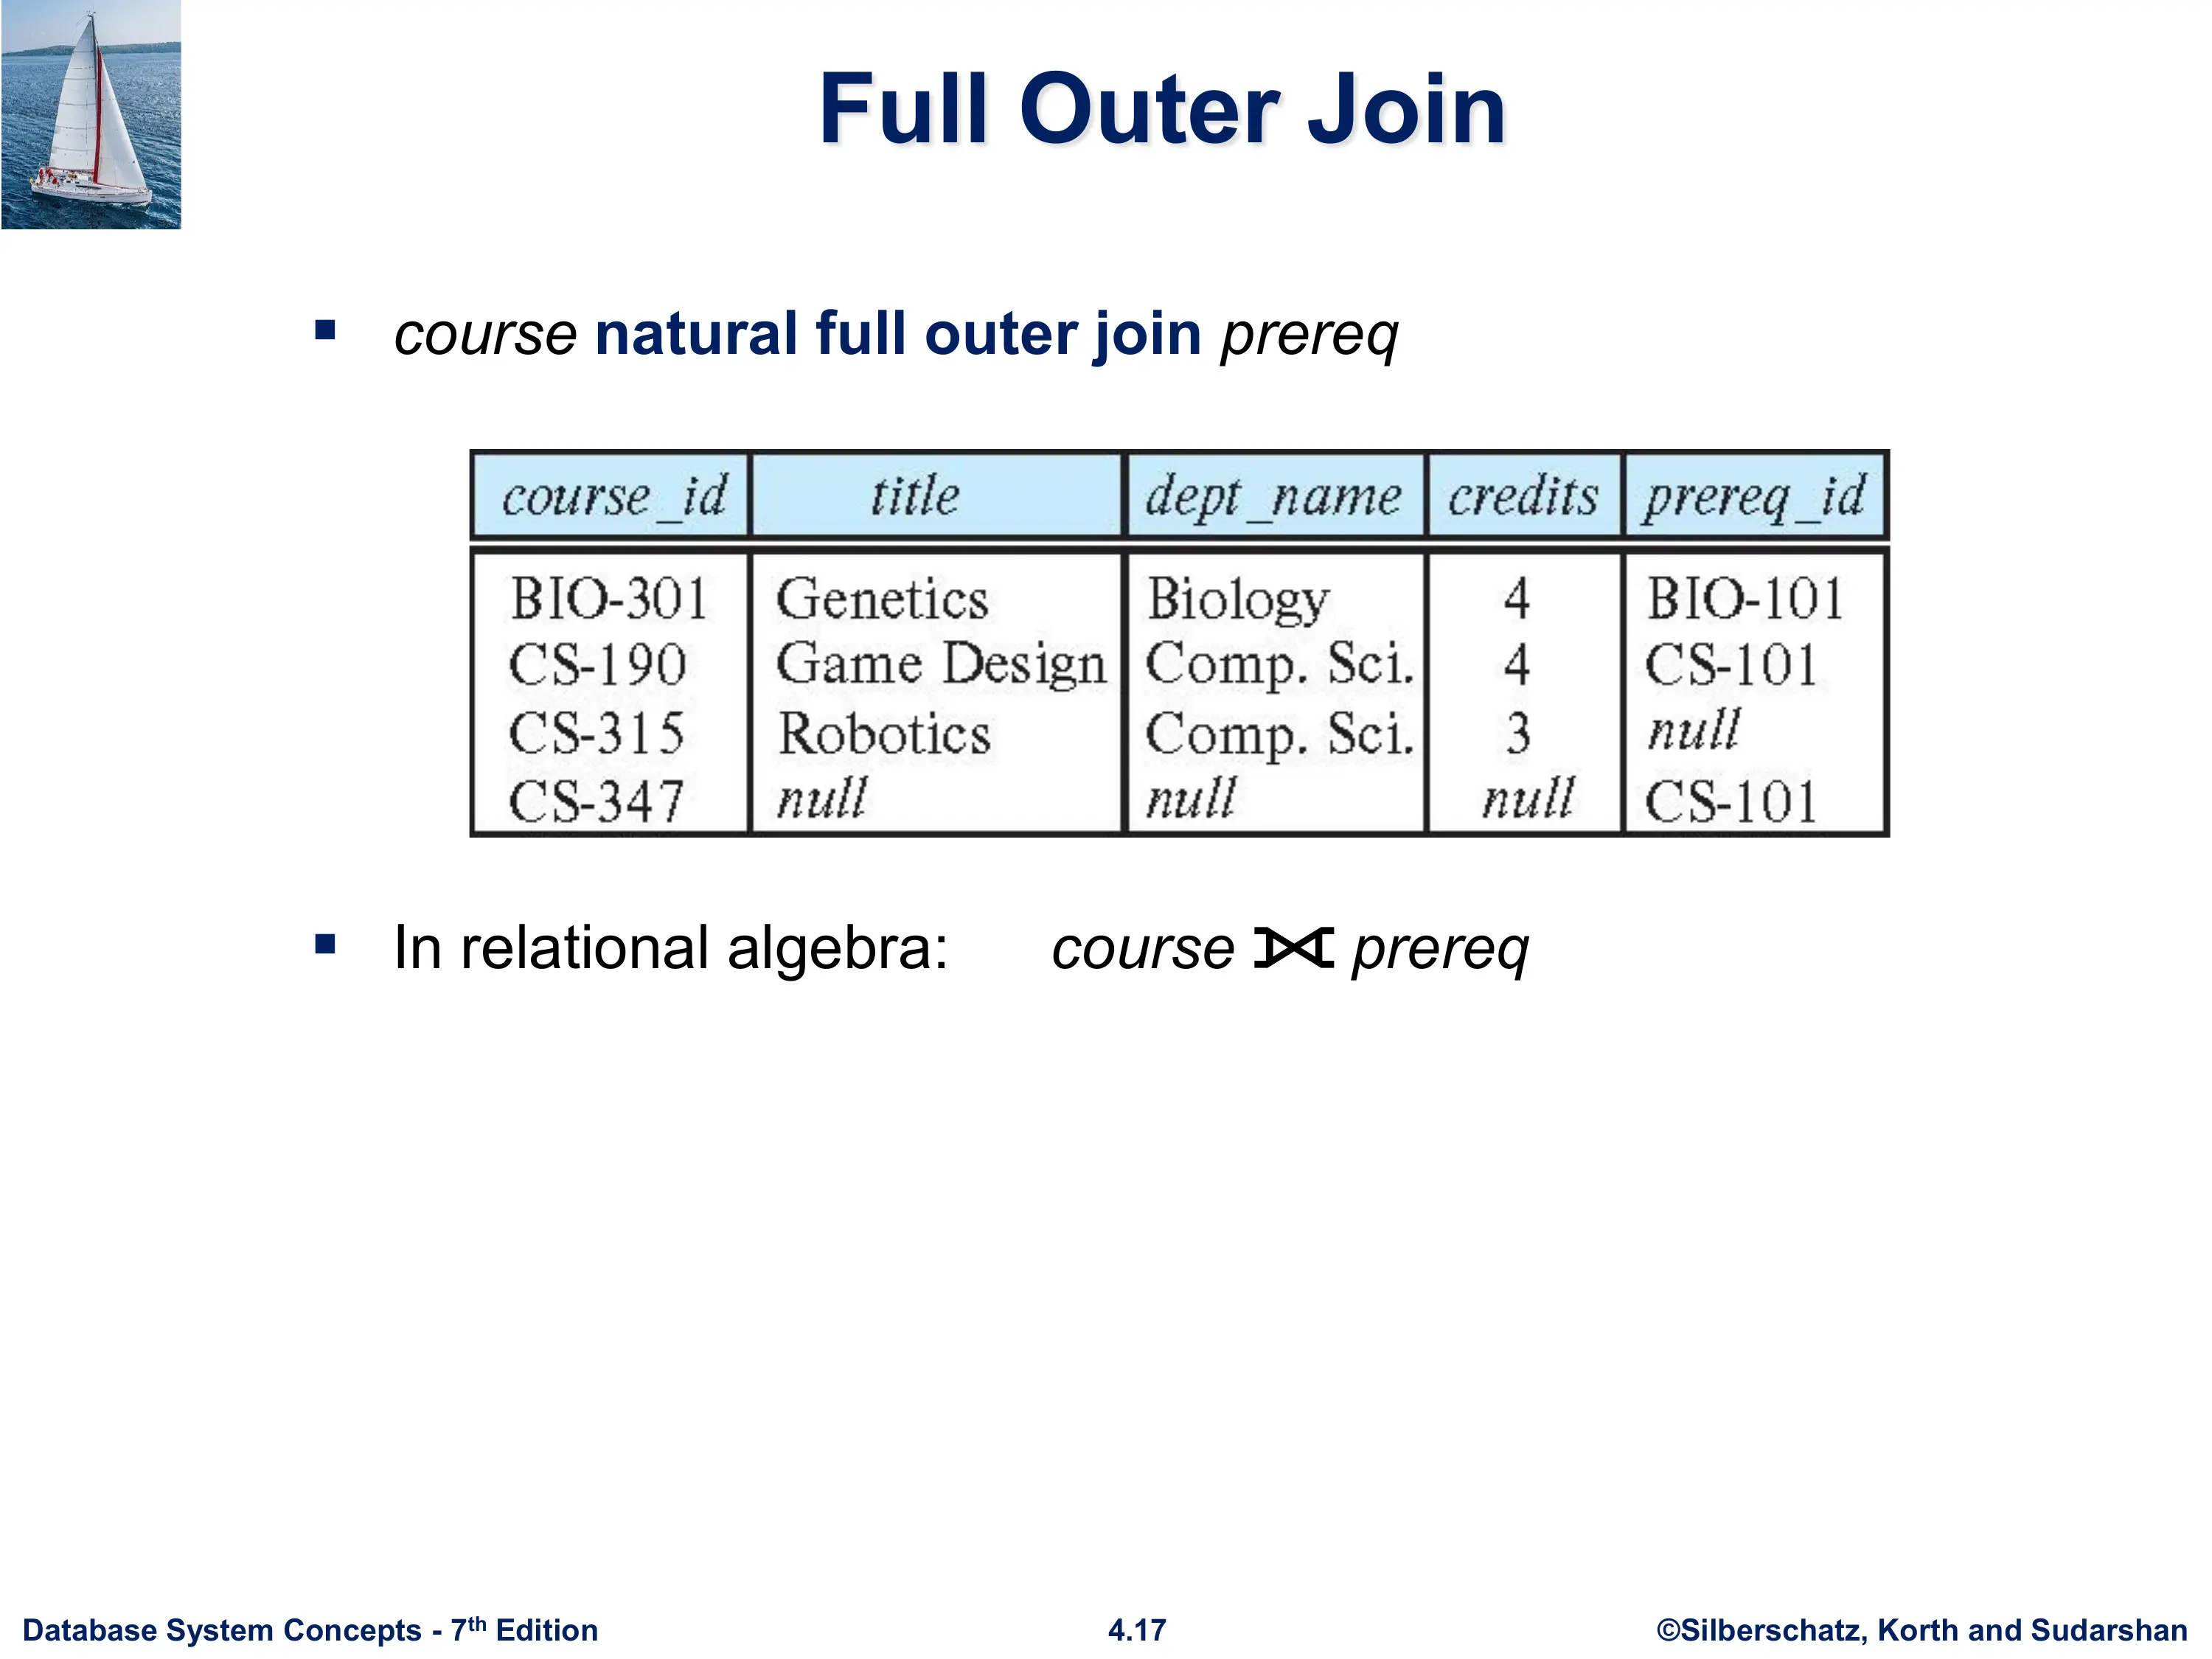 Full Outer Join
▪ course natural full outer join prereq
course_id title dept_name credits prereq_id
BIO-301 Genetics Biology 4 BIO-101
CS-190 Game Design Comp. Sci. 4 CS-101
CS-315 Robotics Comp. Sci. 3 null
CS-347 null null null CS-101
▪ In relational algebra: course ⟗ prereq
Database System Concepts - 7th Edition 4.17 ©Silberschatz, Korth and Sudarshan